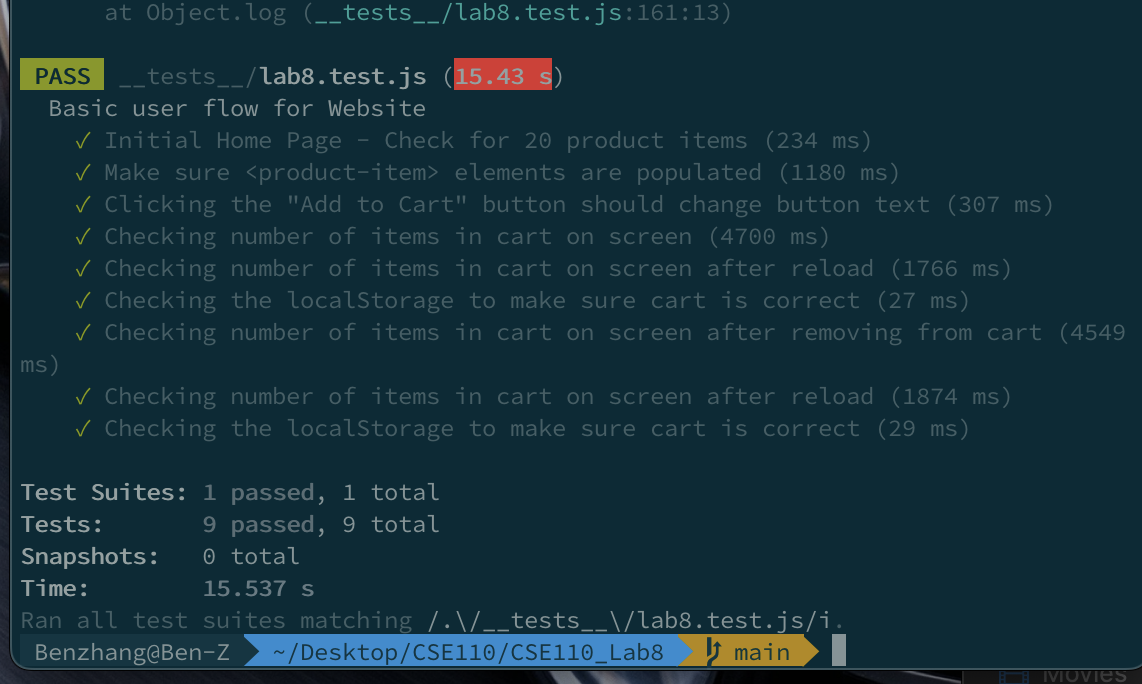 at Object.log (__tests__/lab8.test.js:161:13)
PASS __tests__/lab8.test.js (15.43 s)
Basic user flow for Website
✓ Initial Home Page - Check for 20 product items (234 ms)
✓ Make sure <product-item> elements are populated (1180 ms)
✓ Clicking the "Add to Cart" button should change button text (307 ms)
✓ Checking number of items in cart on screen (4700 ms)
✓ Checking number of items in cart on screen after reload (1766 ms)
✓ Checking the localStorage to make sure cart is correct (27 ms)
✓ Checking number of items in cart on screen after removing from cart (4549
ms)
✓ Checking number of items in cart on screen after reload (1874 ms)
✓ Checking the localStorage to make sure cart is correct (29 ms)
Test Suites: 1 passed, 1 total
Tests: 9 passed, 9 total
Snapshots: 0 total
Time: 15.537 s
Ran all test suites matching /.\/__tests__\/lab8.test.js/i.
Benzhang@Ben-Z ~/Desktop/CSE110/CSE110_Lab8 main
Movies